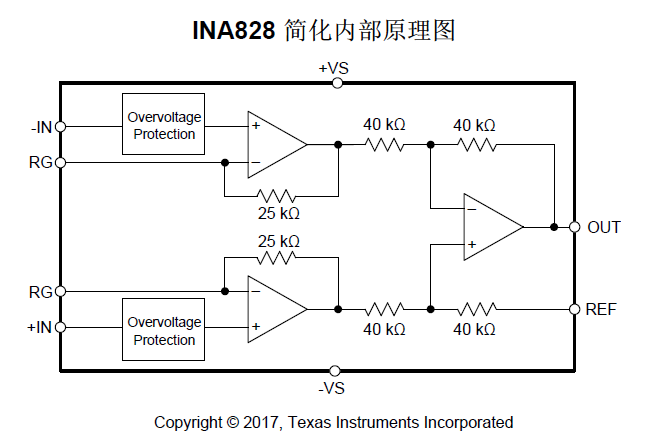 INA828 简化内部原理图
+VS
Overvoltage
Protection
-IN
+
40 kΩ
40 kΩ
RG
−
25 kΩ
−
OUT
25 kΩ
+
RG
−
Overvoltage
Protection
+IN
+
40 kΩ
40 kΩ
REF
-VS
Copyright © 2017, Texas Instruments Incorporated